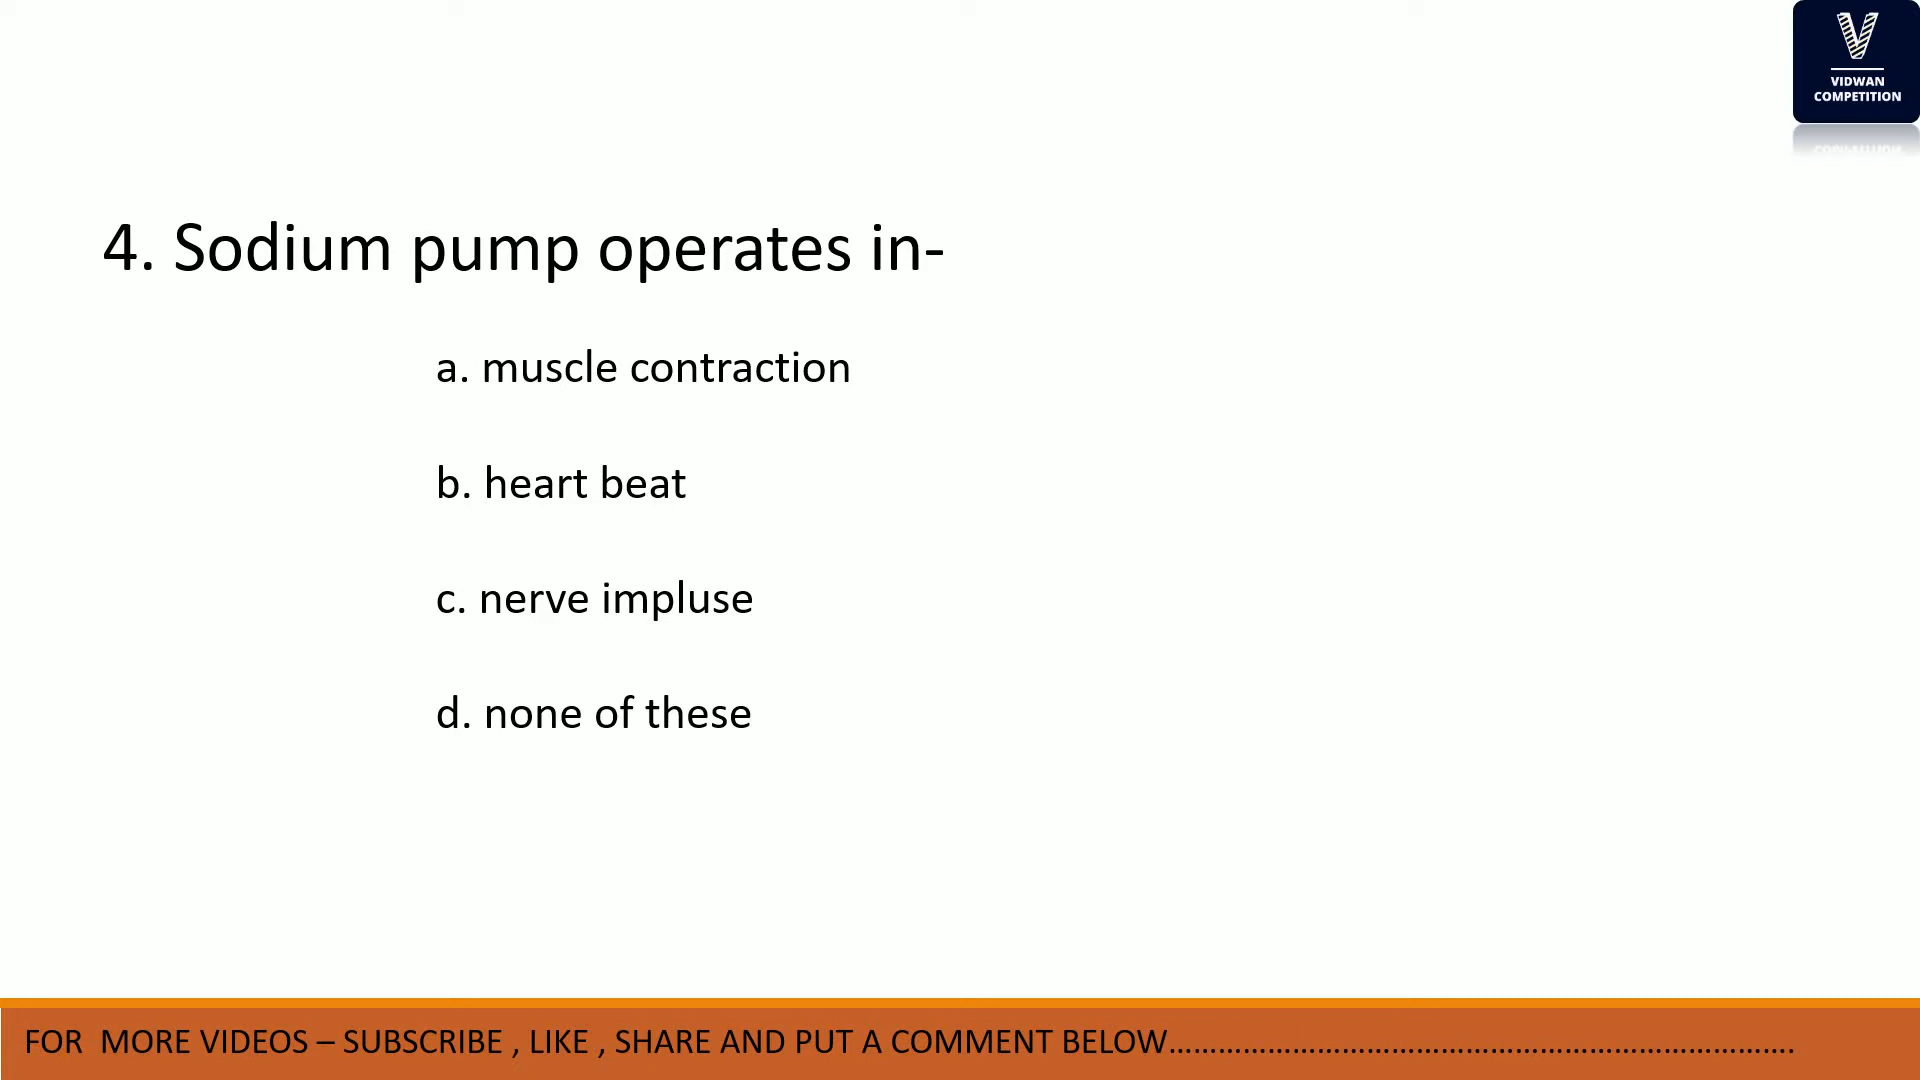 V
VIDWAN
COMPETITION
4. Sodium pump operates in-
a. muscle contraction
b. heart beat
c. nerve impluse
d. none of these
FOR  MORE VIDEOS – SUBSCRIBE , LIKE , SHARE AND PUT A COMMENT BELOW………………………………………………………………….